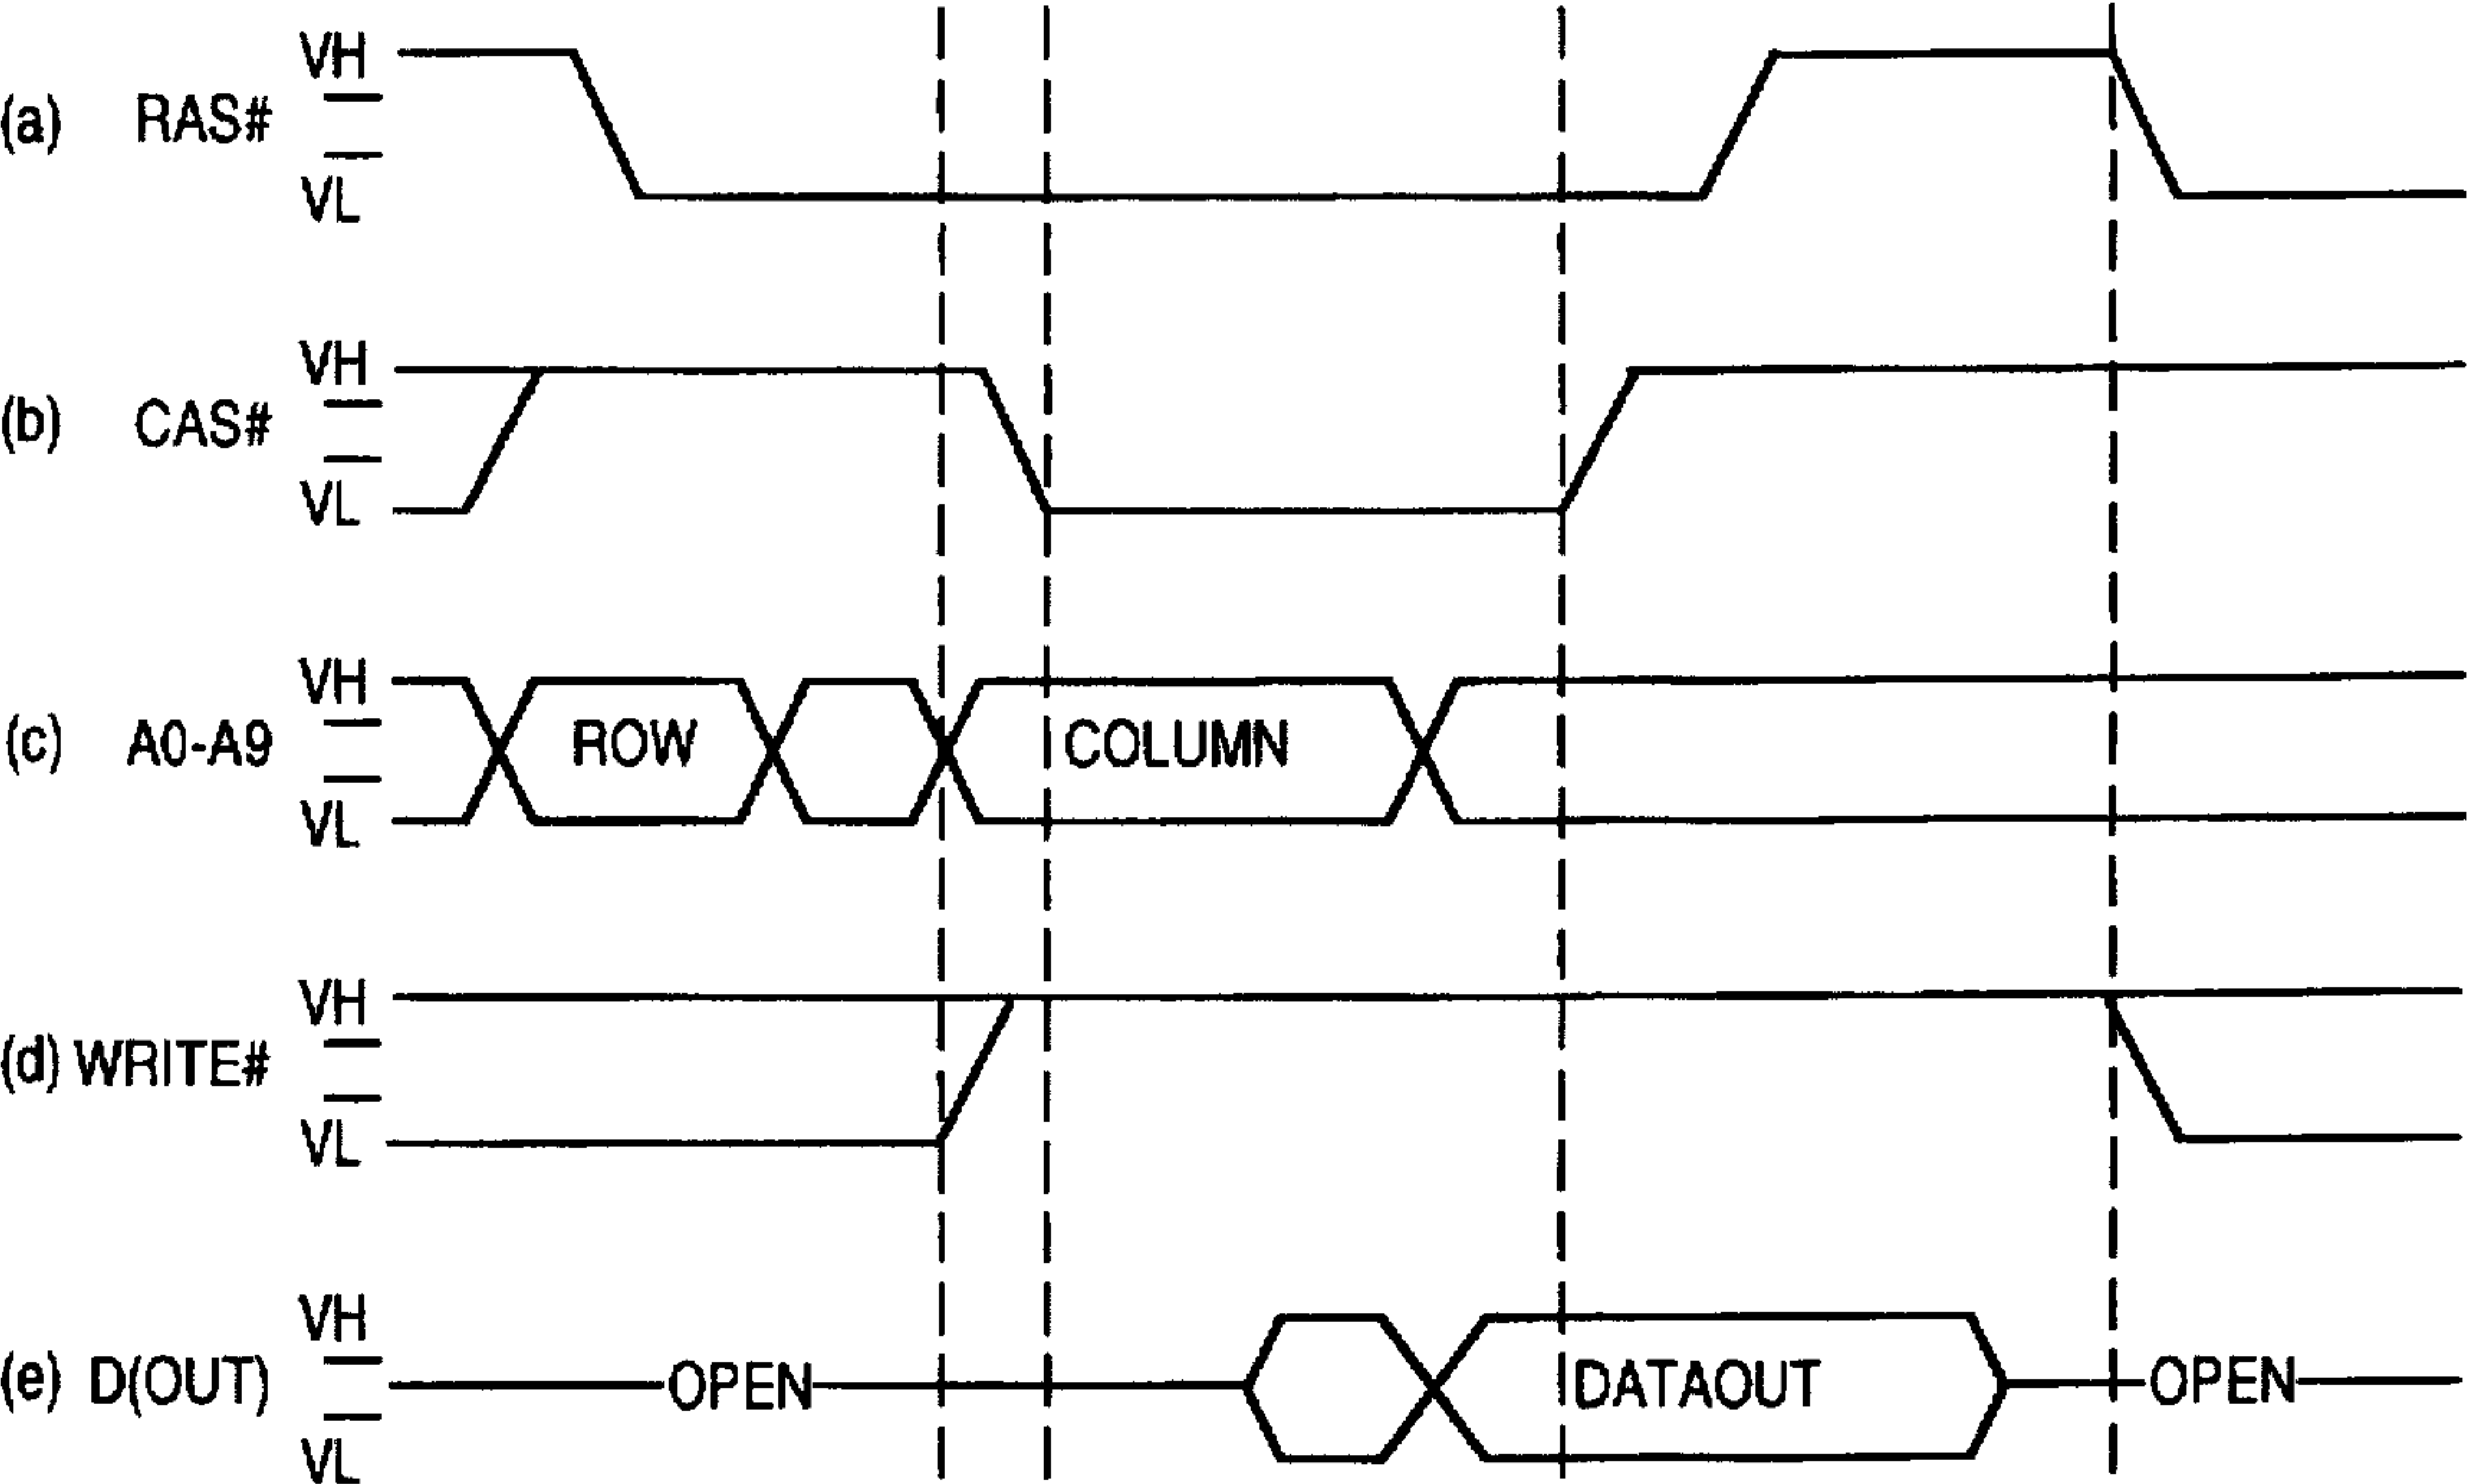 VH
(a) RAS#
VL
VH
(b) CAS#
VL
VH
(c) A0-A9 ROW COLUMN
VL
VH
(d) WRITE#
VL
VH
(e) D(OUT) OPEN DATAOUT OPEN
VL